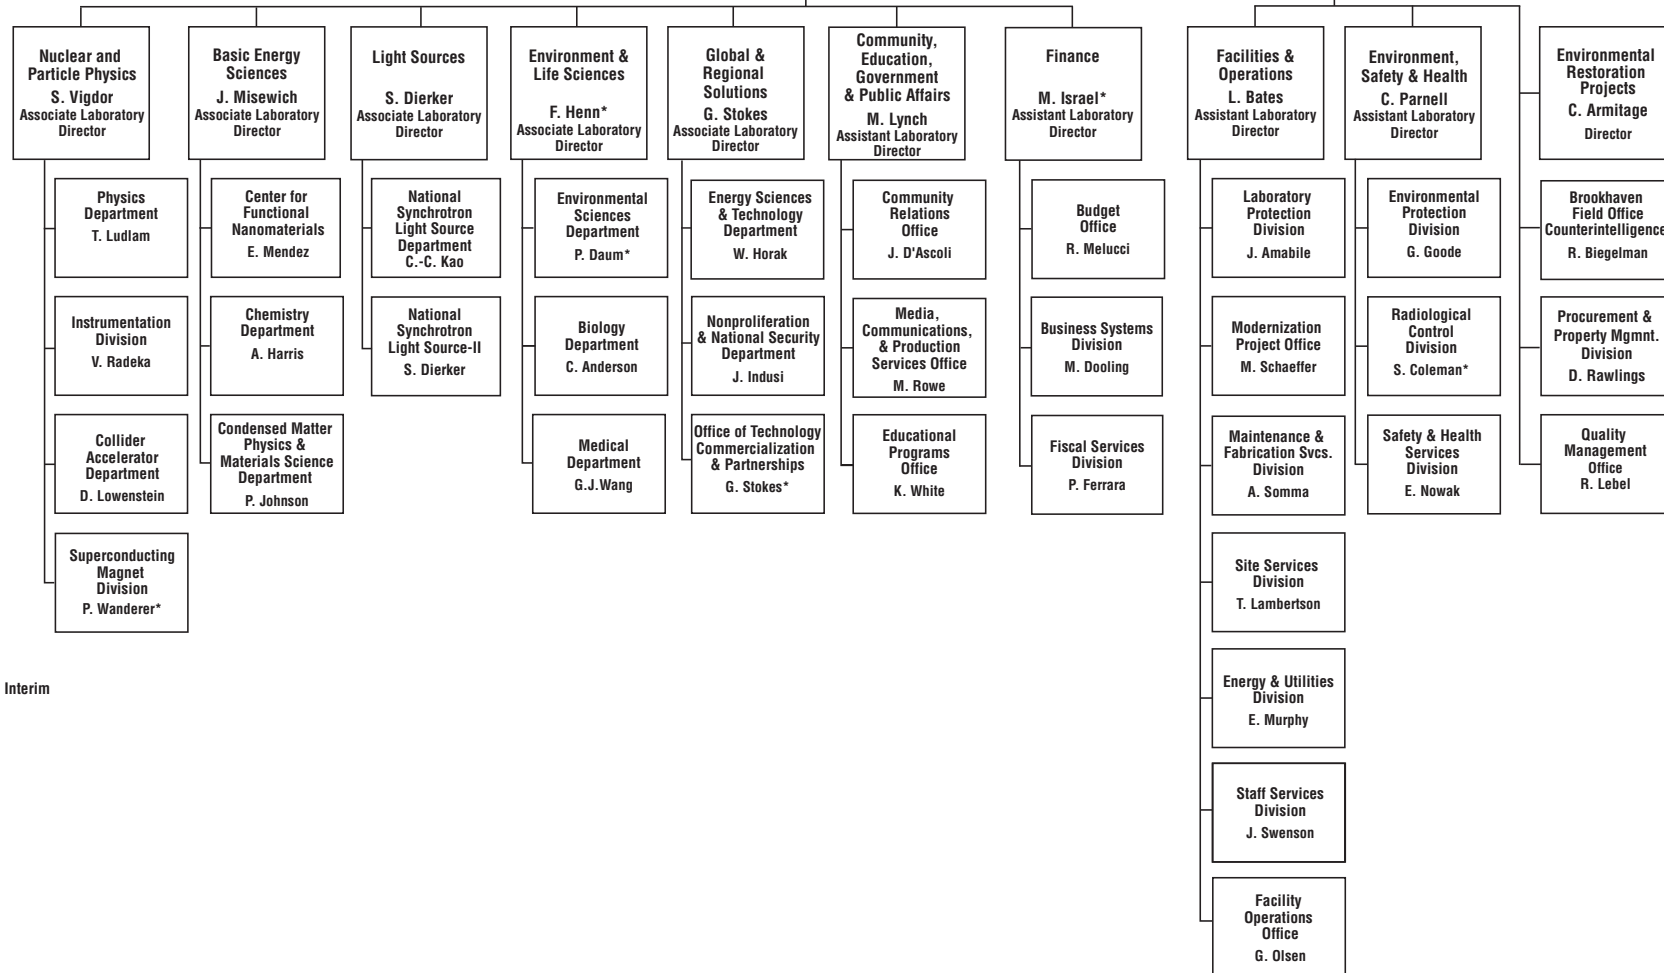 Nuclear and
Particle Physics
S. Vigdor
Associate Laboratory
Director
Physics
Department
T. Ludlam
Instrumentation
Division
V. Radeka
Collider
Accelerator
Department
D. Lowenstein
Superconducting
Magnet
Division
P. Wanderer*
Basic Energy
Sciences
J. Misewich
Associate Laboratory
Director
Center for
Functional
Nanomaterials
E. Mendez
Chemistry
Department
A. Harris
Condensed Matter
Physics &
Materials Science
Department
P. Johnson
Light Sources
S. Dierker
Associate Laboratory
Director
National
Synchrotron
Light Source
Department
C.-C. Kao
National
Synchrotron
Light Source-II
S. Dierker
Environment &
Life Sciences
F. Henn*
Associate Laboratory
Director
Environmental
Sciences
Department
P. Daum*
Biology
Department
C. Anderson
Medical
Department
G.J.Wang
Global &
Regional
Solutions
G. Stokes
Associate Laboratory
Director
Energy Sciences
& Technology
Department
W. Horak
Nonproliferation
& National Security
Department
J. Indusi
Office of Technology
Commercialization
& Partnerships
G. Stokes*
Community,
Education,
Government
& Public Affairs
M. Lynch
Assistant Laboratory
Director
Community
Relations
Office
J. D'Ascoli
Media,
Communications,
& Production
Services Office
M. Rowe
Educational
Programs
Office
K. White
Finance
M. Israel*
Assistant Laboratory
Director
Budget
Office
R. Melucci
Business Systems
Division
M. Dooling
Fiscal Services
Division
P. Ferrara
Facilities &
Operations
L. Bates
Assistant Laboratory
Director
Laboratory
Protection
Division
J. Amabile
Modernization
Project Office
M. Schaeffer
Maintenance &
Fabrication Svcs.
Division
A. Somma
Site Services
Division
T. Lambertson
Energy & Utilities
Division
E. Murphy
Staff Services
Division
J. Swenson
Facility
Operations
Office
G. Olsen
Environment,
Safety & Health
C. Parnell
Assistant Laboratory
Director
Environmental
Protection
Division
G. Goode
Radiological
Control
Division
S. Coleman*
Safety & Health
Services
Division
E. Nowak
Environmental
Restoration
Projects
C. Armitage
Director
Brookhaven
Field Office
Counterintelligence
R. Biegelman
Procurement &
Property Mgmnt.
Division
D. Rawlings
Quality
Management
Office
R. Lebel
Interim